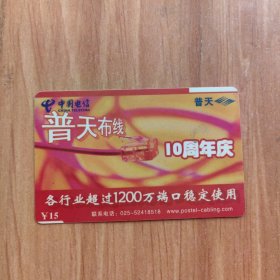 中国电信
CHINA TELECOM
普天
普天布线
10周年庆
各行业超过1200万端口稳定使用
¥15
联系电话：025-52418518 www.postel-cabling.com